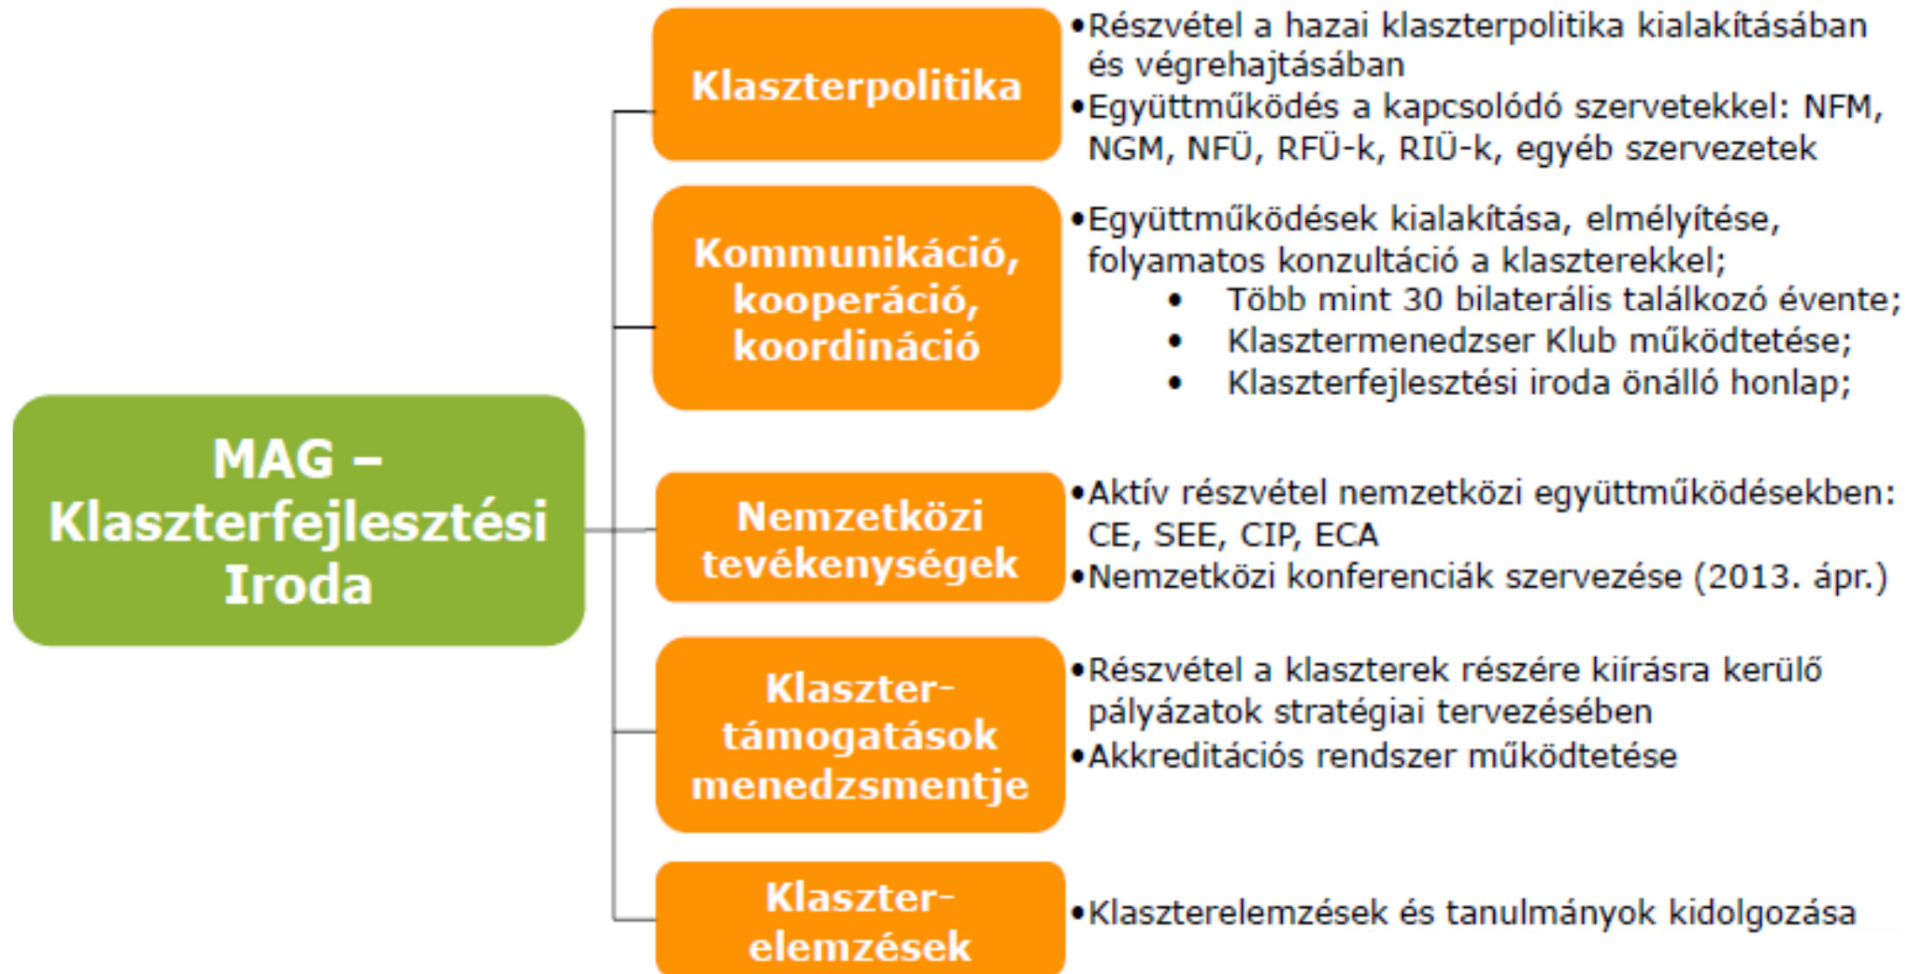 MAG –
Klaszterfejlesztési
Iroda
Klaszterpolitika
•Részvétel a hazai klaszterpolitika kialakításában
és végrehajtásában
•Együttműködés a kapcsolódó szervetekkel: NFM,
NGM, NFÜ, RFÜ-k, RIÜ-k, egyéb szervezetek
Kommunikáció,
kooperáció,
koordináció
•Együttműködések kialakítása, elmélyítése,
folyamatos konzultáció a klaszterekkel;
• Több mint 30 bilaterális találkozó évente;
• Klasztermenedzser Klub működtetése;
• Klaszterfejlesztési iroda önálló honlap;
Nemzetközi
tevékenységek
•Aktív részvétel nemzetközi együttműködésekben:
CE, SEE, CIP, ECA
•Nemzetközi konferenciák szervezése (2013. ápr.)
Klaszter-
támogatások
menedzsmentje
•Részvétel a klaszterek részére kiírásra kerülő
pályázatok stratégiai tervezésében
•Akkreditációs rendszer működtetése
Klaszter-
elemzések
•Klaszterelemzések és tanulmányok kidolgozása